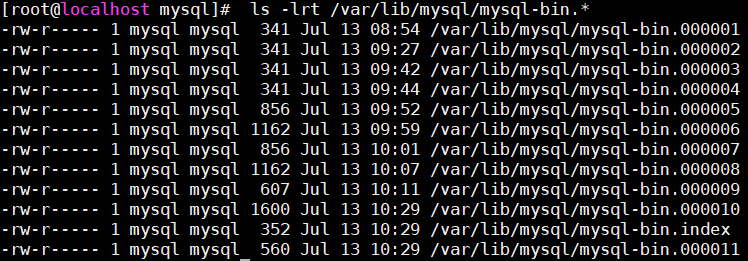 [root@localhost mysql]#  ls -lrt /var/lib/mysql/mysql-bin.*
-rw-r----- 1 mysql mysql  341 Jul 13 08:54 /var/lib/mysql/mysql-bin.000001
-rw-r----- 1 mysql mysql  341 Jul 13 09:27 /var/lib/mysql/mysql-bin.000002
-rw-r----- 1 mysql mysql  341 Jul 13 09:42 /var/lib/mysql/mysql-bin.000003
-rw-r----- 1 mysql mysql  341 Jul 13 09:44 /var/lib/mysql/mysql-bin.000004
-rw-r----- 1 mysql mysql  856 Jul 13 09:52 /var/lib/mysql/mysql-bin.000005
-rw-r----- 1 mysql mysql 1162 Jul 13 09:59 /var/lib/mysql/mysql-bin.000006
-rw-r----- 1 mysql mysql  856 Jul 13 10:01 /var/lib/mysql/mysql-bin.000007
-rw-r----- 1 mysql mysql 1162 Jul 13 10:07 /var/lib/mysql/mysql-bin.000008
-rw-r----- 1 mysql mysql  607 Jul 13 10:11 /var/lib/mysql/mysql-bin.000009
-rw-r----- 1 mysql mysql 1600 Jul 13 10:29 /var/lib/mysql/mysql-bin.000010
-rw-r----- 1 mysql mysql  352 Jul 13 10:29 /var/lib/mysql/mysql-bin.index
-rw-r----- 1 mysql mysql  560 Jul 13 10:29 /var/lib/mysql/mysql-bin.000011